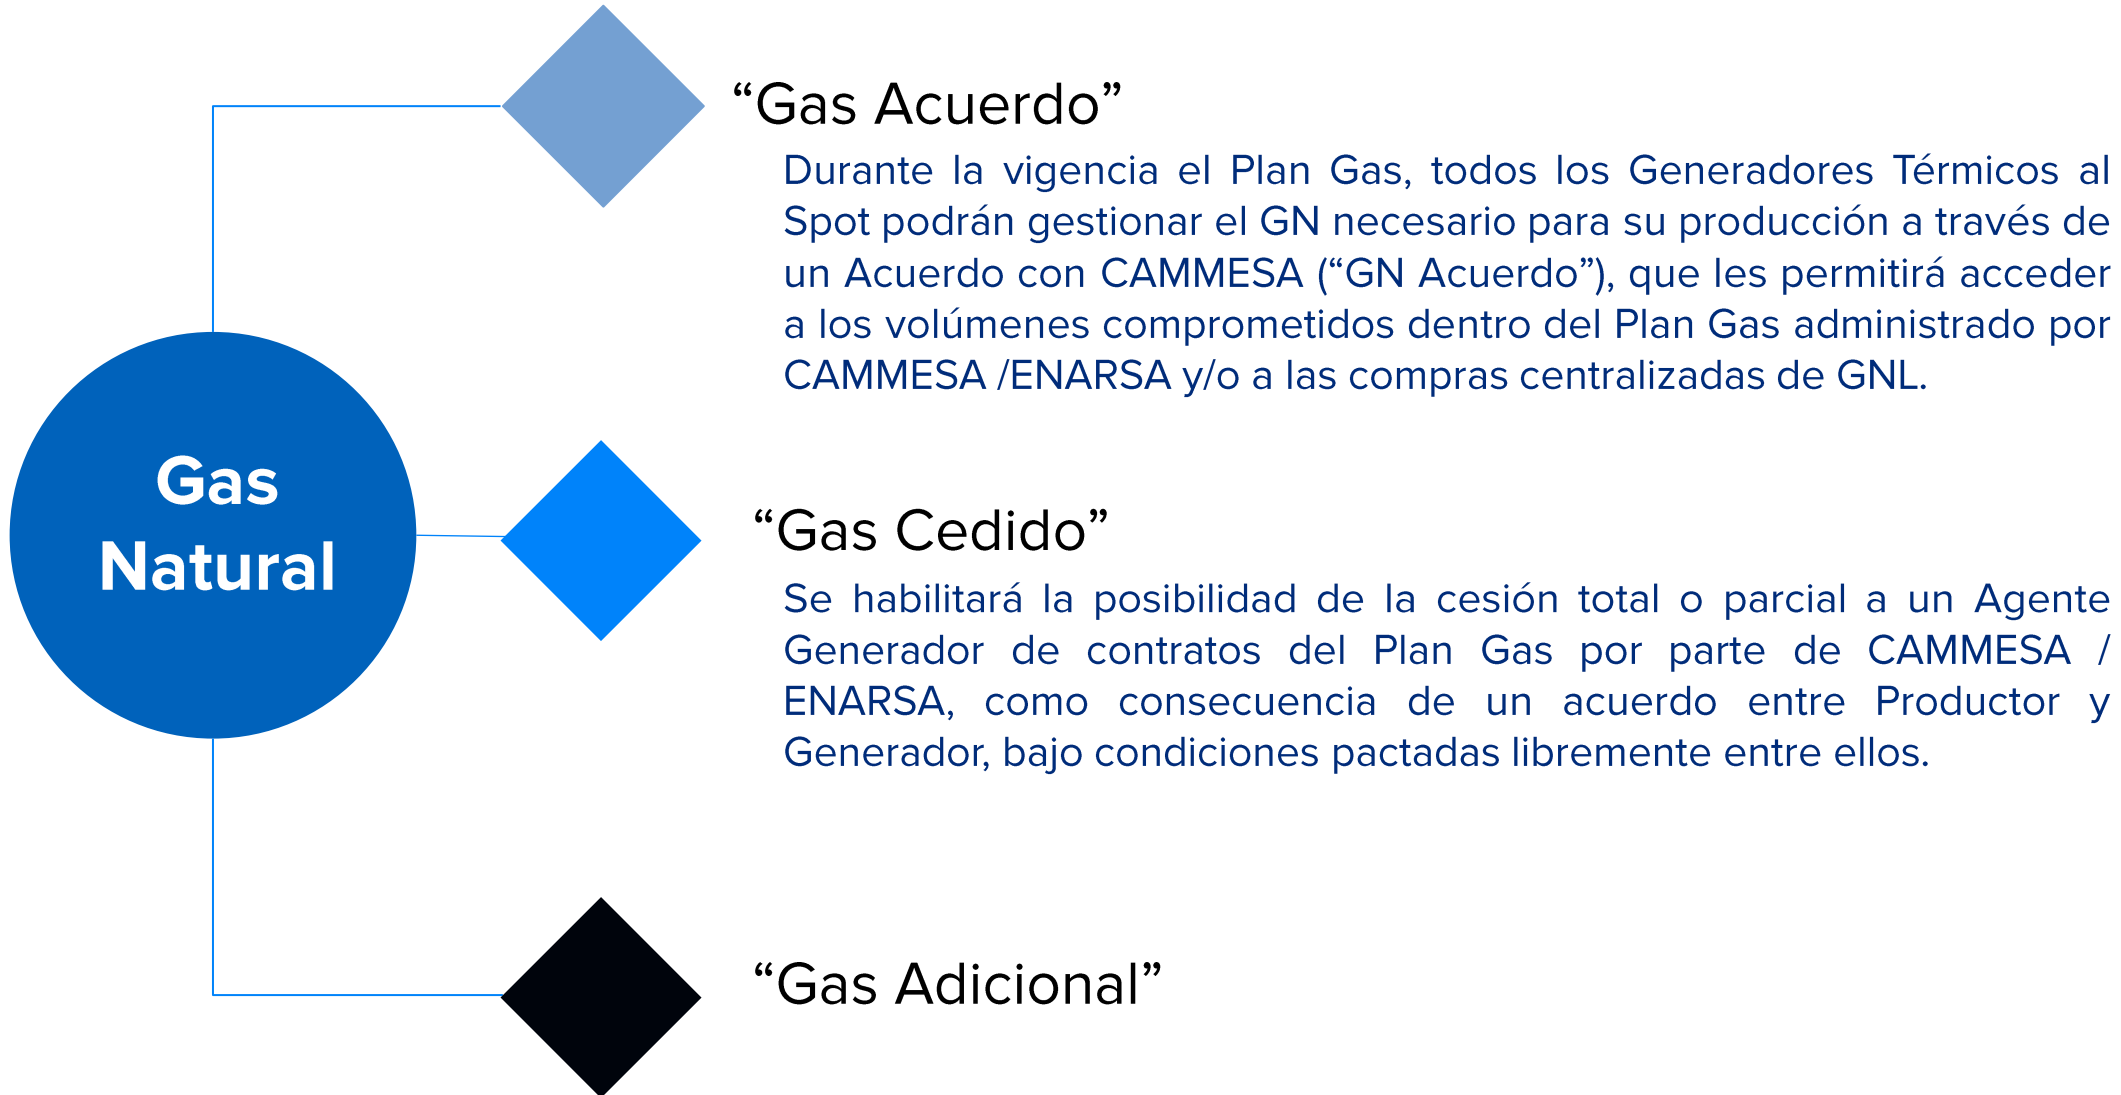 “Gas Acuerdo”
Durante la vigencia el Plan Gas, todos los Generadores Térmicos al
Spot podrán gestionar el GN necesario para su producción a través de
un Acuerdo con CAMMESA (“GN Acuerdo”), que les permitirá acceder
a los volúmenes comprometidos dentro del Plan Gas administrado por
CAMMESA /ENARSA y/o a las compras centralizadas de GNL.
Gas
Natural
“Gas Cedido”
Se habilitará la posibilidad de la cesión total o parcial a un Agente
Generador de contratos del Plan Gas por parte de CAMMESA /
ENARSA, como consecuencia de un acuerdo entre Productor y
Generador, bajo condiciones pactadas libremente entre ellos.
“Gas Adicional”